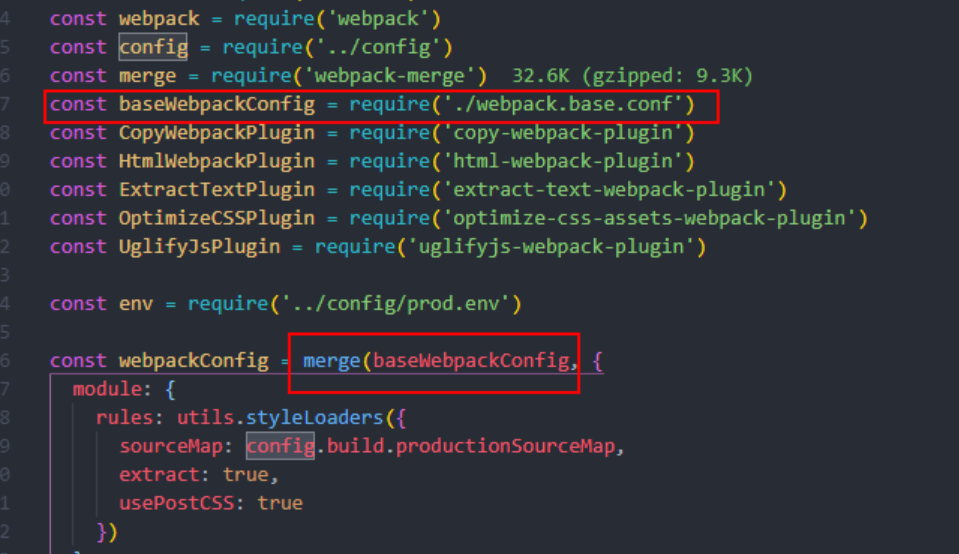 4 const webpack = require('webpack')
5 const config = require('../config')
6 const merge = require('webpack-merge')  32.6K (gzipped: 9.3K)
7 const baseWebpackConfig = require('./webpack.base.conf')
8 const CopyWebpackPlugin = require('copy-webpack-plugin')
9 const HtmlWebpackPlugin = require('html-webpack-plugin')
0 const ExtractTextPlugin = require('extract-text-webpack-plugin')
1 const OptimizeCSSPlugin = require('optimize-css-assets-webpack-plugin')
2 const UglifyJsPlugin = require('uglifyjs-webpack-plugin')
3
4 const env = require('../config/prod.env')
5
6 const webpackConfig = merge(baseWebpackConfig, {
7   module: {
8     rules: utils.styleLoaders({
9       sourceMap: config.build.productionSourceMap,
0       extract: true,
1       usePostCSS: true
2     })